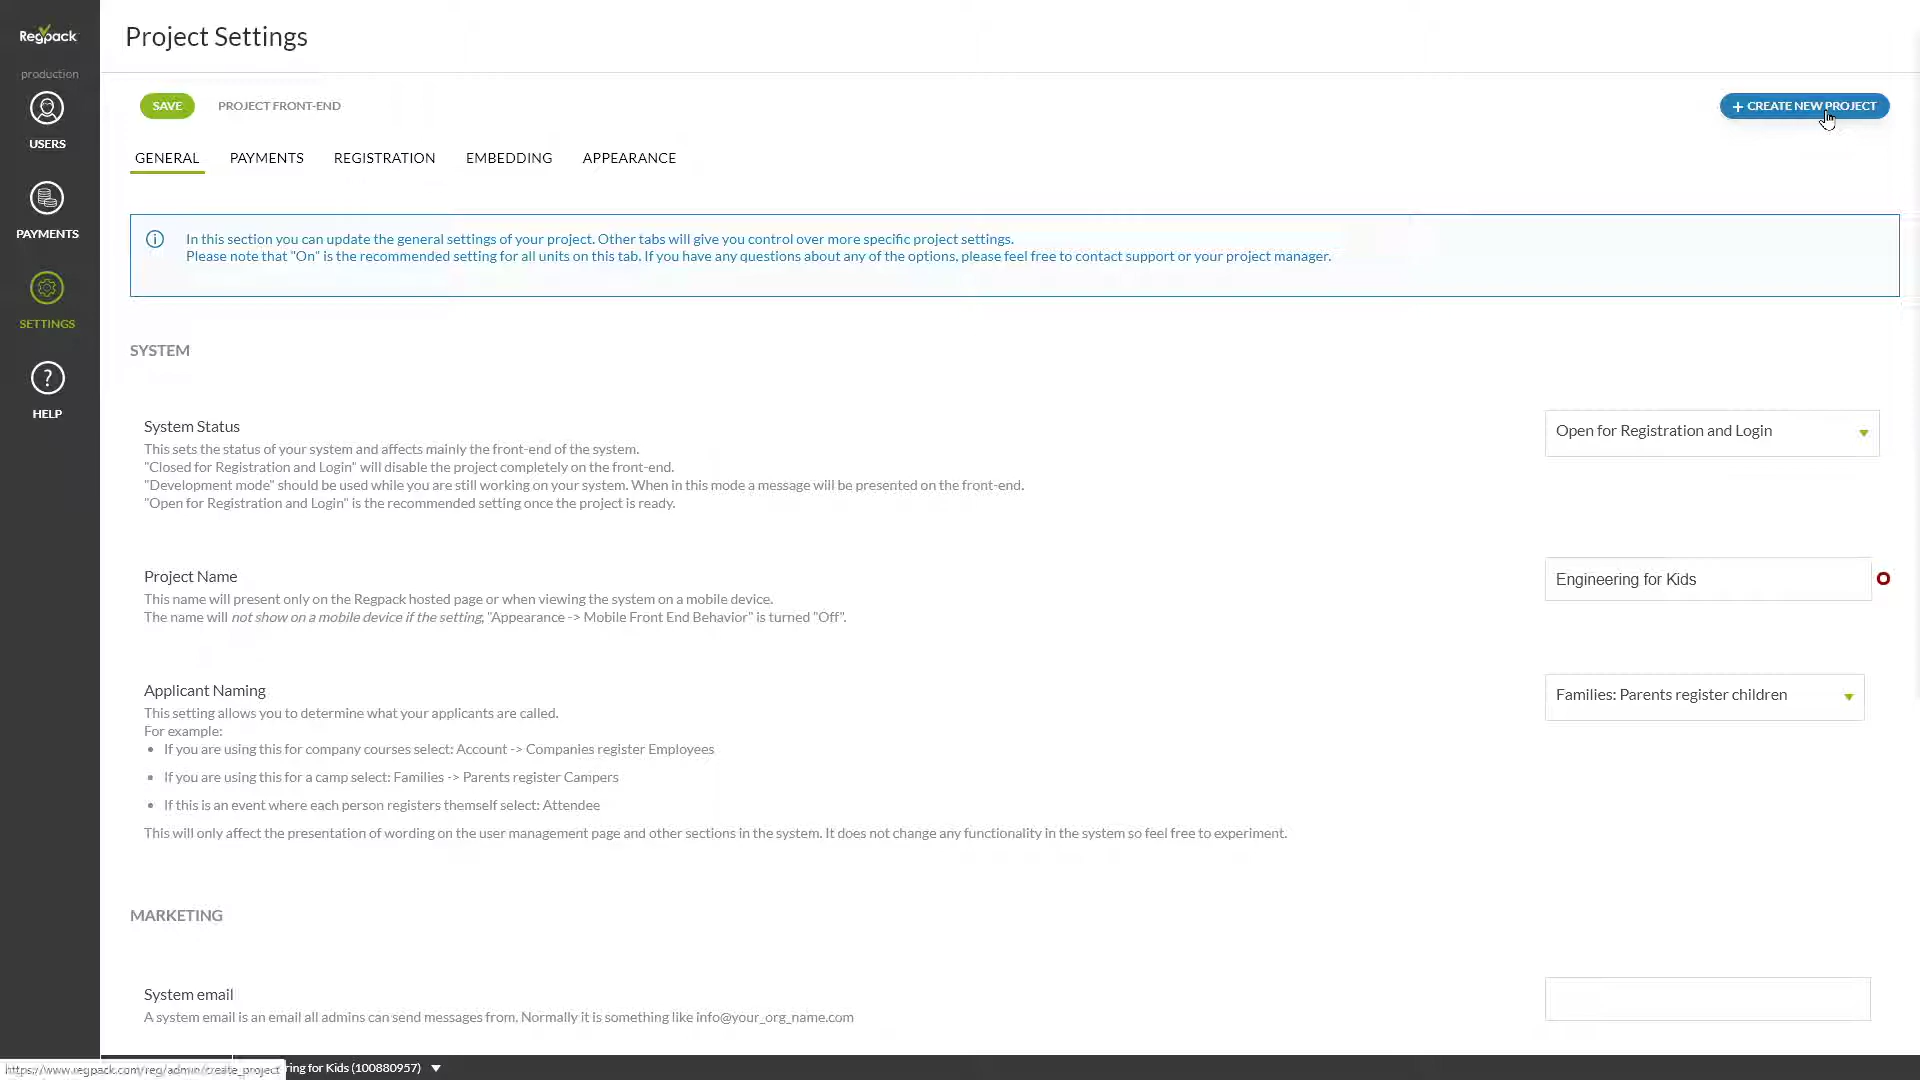 Regpack
Project Settings
production
SAVE
PROJECT FRONT-END
+ CREATE NEW PROJECT
USERS
GENERAL
PAYMENTS
REGISTRATION
EMBEDDING
APPEARANCE
PAYMENTS
In this section you can update the general settings of your project. Other tabs will give you control over more specific project settings.
Please note that "On" is the recommended setting for all units on this tab. If you have any questions about any of the options, please feel free to contact support or your project manager.
SETTINGS
SYSTEM
HELP
System Status
Open for Registration and Login
This sets the status of your system and affects mainly the front-end of the system.
"Closed for Registration and Login" will disable the project completely on the front-end.
"Development mode" should be used while you are still working on your system. When in this mode a message will be presented on the front-end.
"Open for Registration and Login" is the recommended setting once the project is ready.
Project Name
Engineering for Kids
This name will present only on the Regpack hosted page or when viewing the system on a mobile device.
The name will not show on a mobile device if the setting, "Appearance -> Mobile Front End Behavior" is turned "Off".
Applicant Naming
Families: Parents register children
This setting allows you to determine what your applicants are called.
For example:
• If you are using this for company courses select: Account -> Companies register Employees
• If you are using this for a camp select: Families -> Parents register Campers
• If this is an event where each person registers themself select: Attendee
This will only affect the presentation of wording on the user management page and other sections in the system. It does not change any functionality in the system so feel free to experiment.
MARKETING
System email
A system email is an email all admins can send messages from. Normally it is something like info@your_org_name.com
https://www.regpack.com/reg/admin/create_project
ring for Kids (100880957)